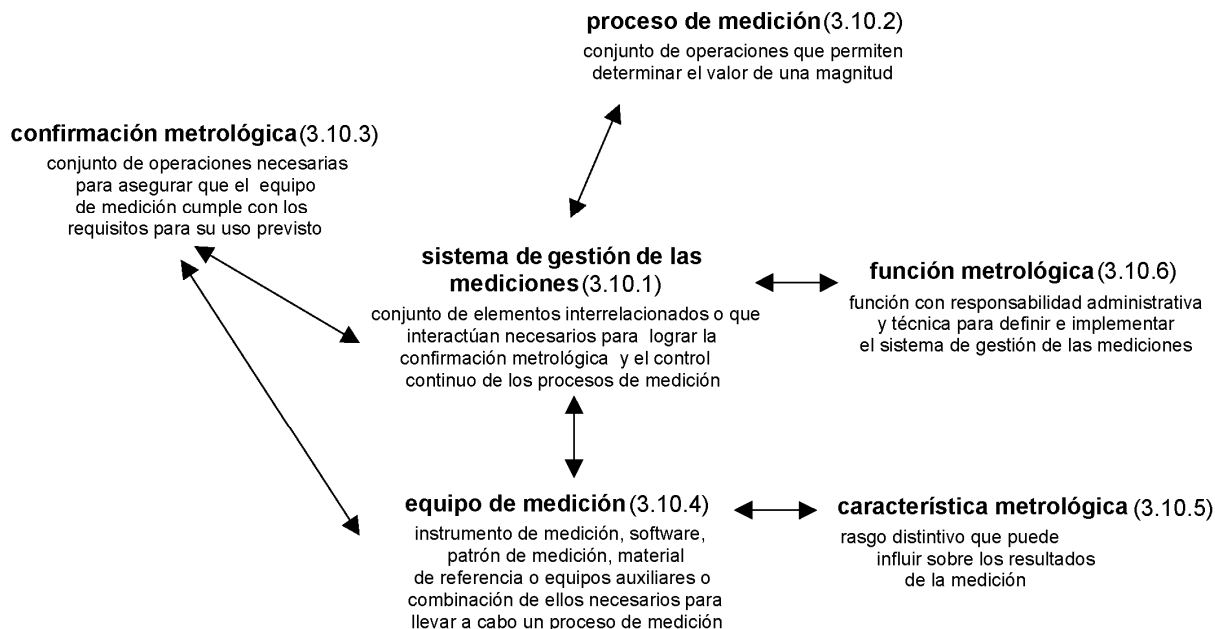 proceso de medición (3.10.2)
conjunto de operaciones que permiten
determinar el valor de una magnitud
confirmación metrológica (3.10.3)
conjunto de operaciones necesarias
para asegurar que el equipo
de medición cumple con los
requisitos para su uso previsto
sistema de gestión de las
mediciones (3.10.1)
conjunto de elementos interrelacionados o que
interactúan necesarios para lograr la
confirmación metrológica y el control
continuo de los procesos de medición
función metrológica (3.10.6)
función con responsabilidad administrativa
y técnica para definir e implementar
el sistema de gestión de las mediciones
equipo de medición (3.10.4)
instrumento de medición, software,
patrón de medición, material
de referencia o equipos auxiliares o
combinación de ellos necesarios para
llevar a cabo un proceso de medición
característica metrológica (3.10.5)
rasgo distintivo que puede
influir sobre los resultados
de la medición